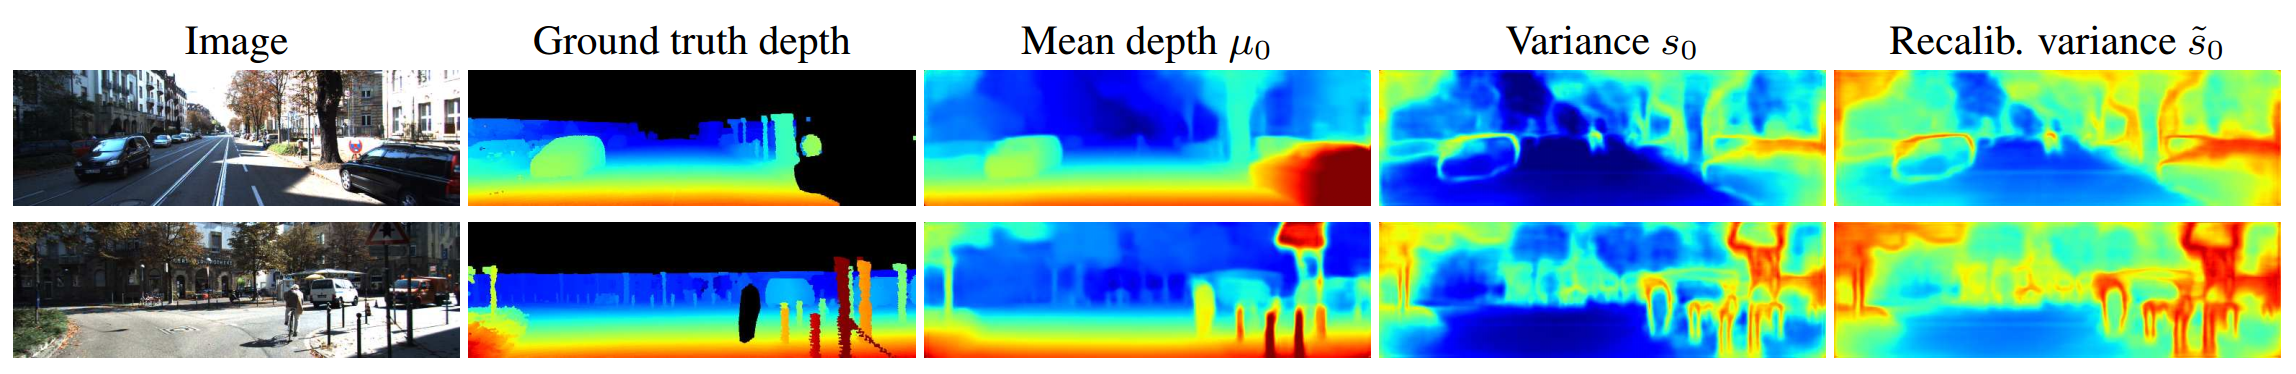 Image Ground truth depth Mean depth μ₀ Variance s₀ Recalib. variance s̃₀